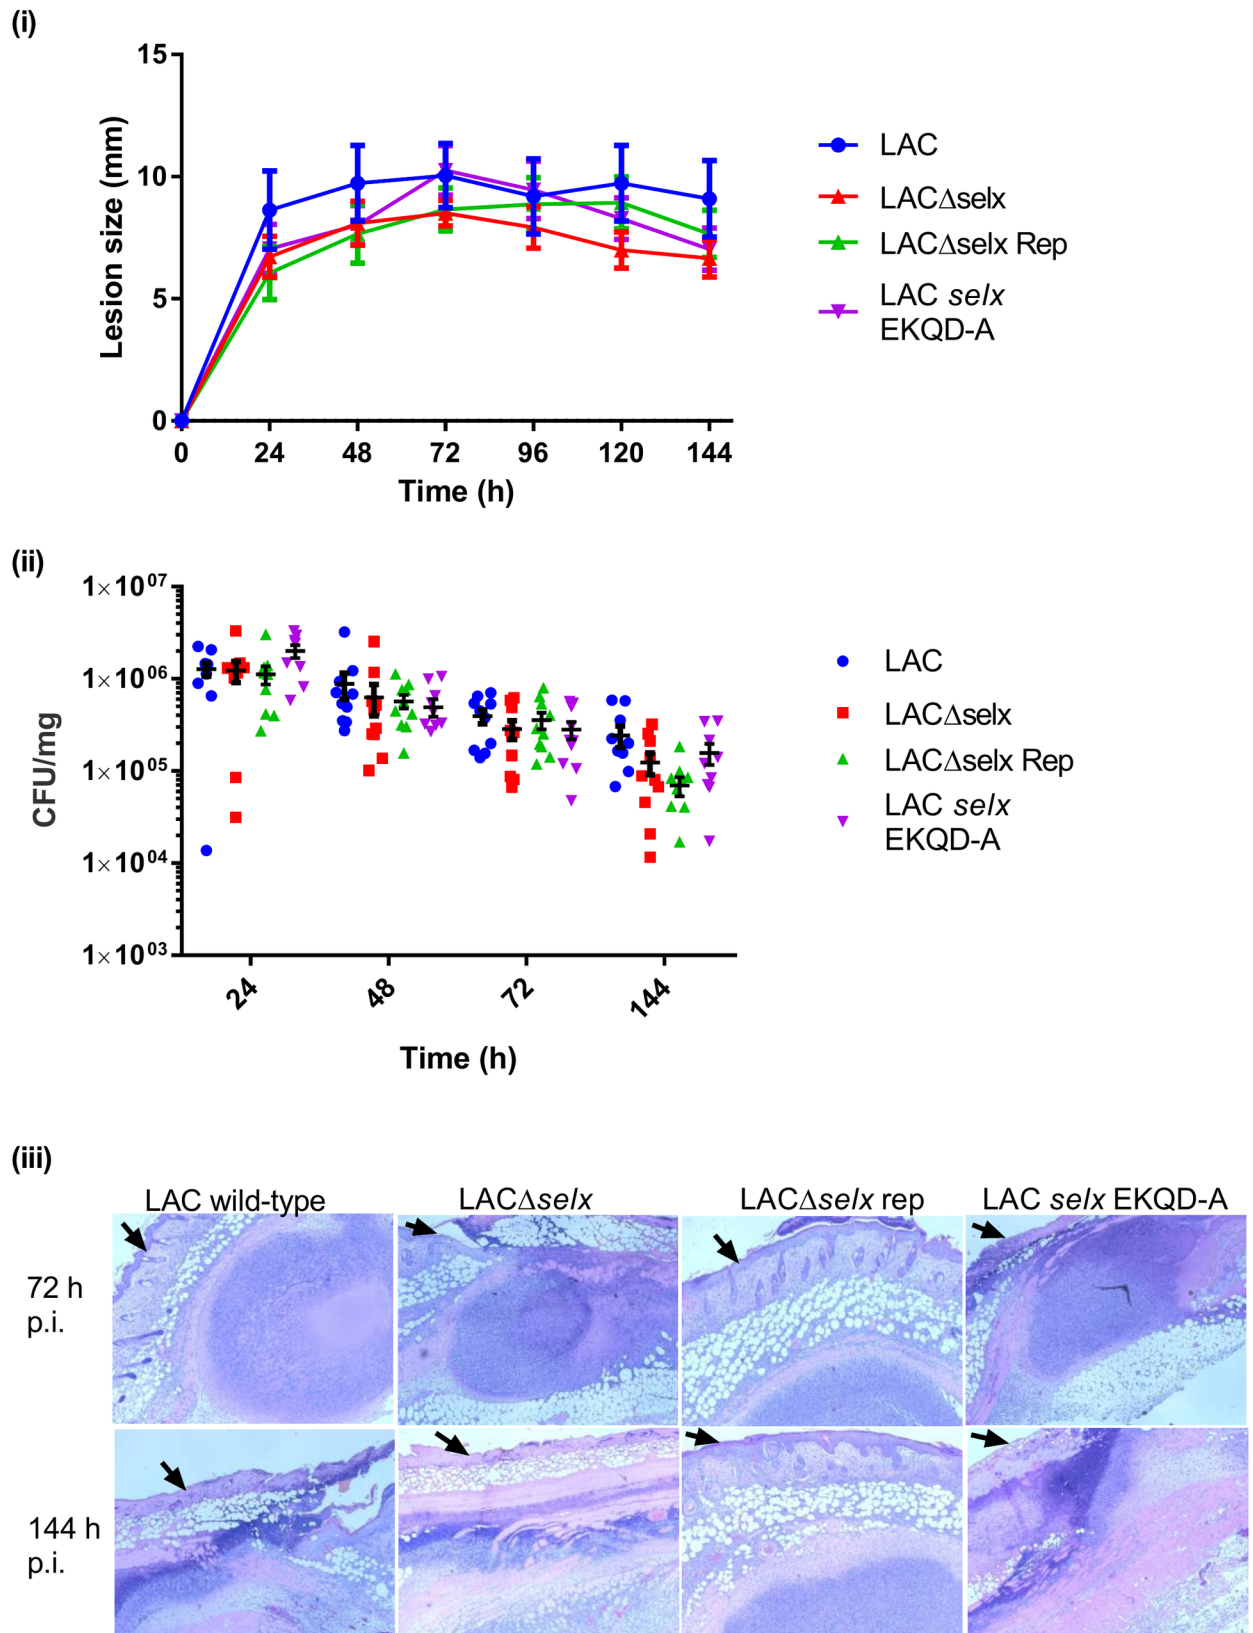 (i)
15
10
5
0
Lesion size (mm)
0 24 48 72 96 120 144
Time (h)
LAC
LACΔselx
LACΔselx Rep
LAC selx
EKQD-A
(ii)
1×10⁰⁷
1×10⁰⁶
1×10⁰⁵
1×10⁰⁴
1×10⁰³
CFU/mg
24 48 72 144
Time (h)
LAC
LACΔselx
LACΔselx Rep
LAC selx
EKQD-A
(iii)
LAC wild-type LACΔselx LACΔselx rep LAC selx EKQD-A
72 h
p.i.
144 h
p.i.